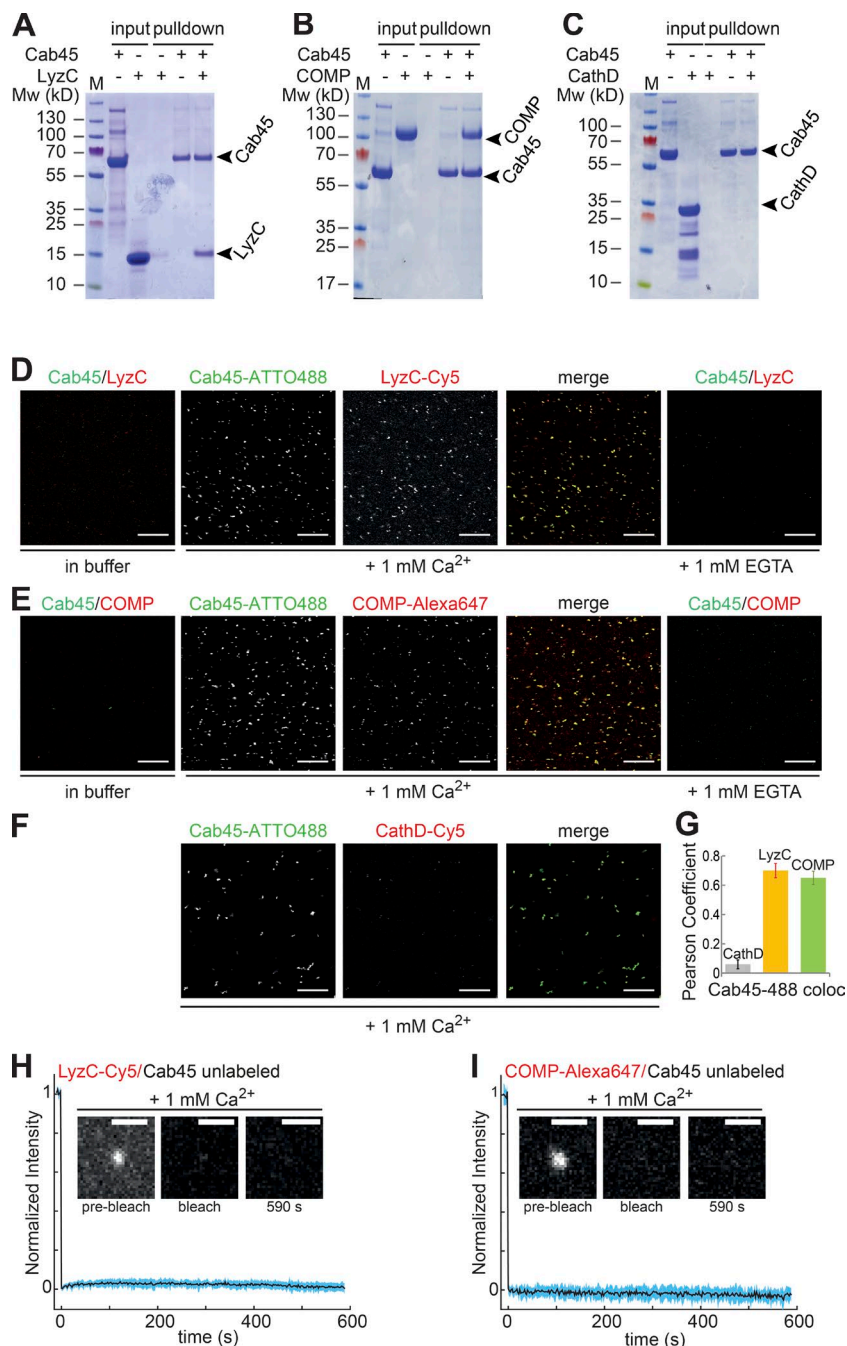 A
input pulldown
Cab45 + - - + +
LyzC - + + - +
M
Mw (kD)
130
100
70
55
35
25
15
10
Cab45
LyzC
B
input pulldown
Cab45 + - - + +
COMP - + + - +
M
Mw (kD)
130
100
70
55
35
25
17
COMP
Cab45
C
input pulldown
Cab45 + - - + +
CathD - + + - +
M
Mw (kD)
100
70
55
35
25
15
10
Cab45
CathD
D
Cab45/LyzC Cab45-ATTO488 LyzC-Cy5 merge Cab45/LyzC
in buffer + 1 mM Ca²⁺ + 1 mM EGTA
E
Cab45/COMP Cab45-ATTO488 COMP-Alexa647 merge Cab45/COMP
in buffer + 1 mM Ca²⁺ + 1 mM EGTA
F
Cab45-ATTO488 CathD-Cy5 merge
+ 1 mM Ca²⁺
G
Pearson Coefficient
0.8
0.6
0.4
0.2
0
CathD
LyzC
COMP
Cab45-488 coloc
H
LyzC-Cy5/Cab45 unlabeled
+ 1 mM Ca²⁺
pre-bleach bleach 590 s
Normalized Intensity
1
0
0 200 400 600
time (s)
I
COMP-Alexa647/Cab45 unlabeled
+ 1 mM Ca²⁺
pre-bleach bleach 590 s
Normalized Intensity
1
0
0 200 400 600
time (s)